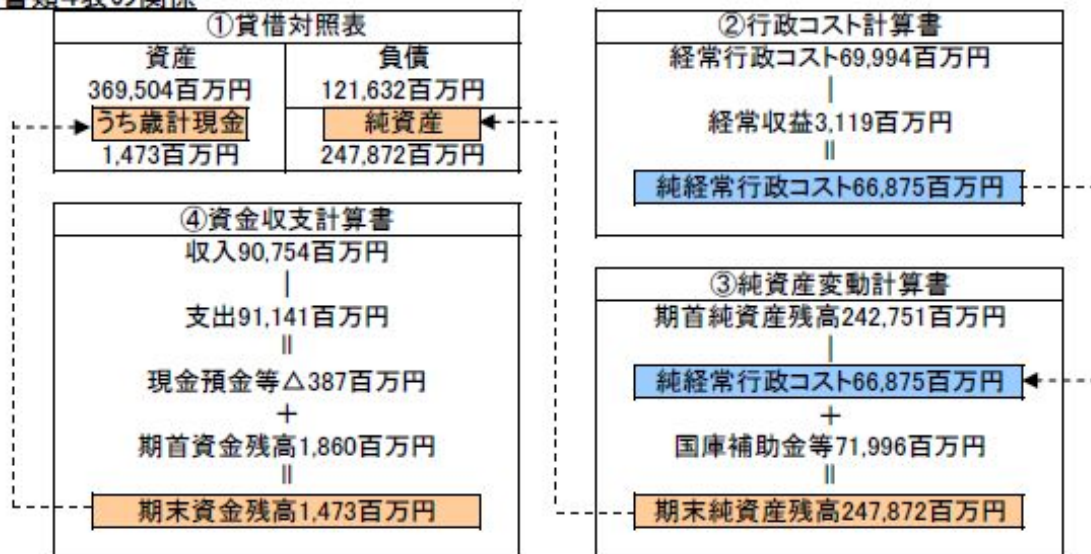 書類4表の関係
①貸借対照表
資産
369,504百万円
うち歳計現金
1,473百万円
負債
121,632百万円
純資産
247,872百万円
②行政コスト計算書
経常行政コスト69,994百万円
|
経常収益3,119百万円
||
純経常行政コスト66,875百万円
④資金収支計算書
収入90,754百万円
|
支出91,141百万円
||
現金預金等△387百万円
+
期首資金残高1,860百万円
||
期末資金残高1,473百万円
③純資産変動計算書
期首純資産残高242,751百万円
|
純経常行政コスト66,875百万円
+
国庫補助金等71,996百万円
||
期末純資産残高247,872百万円